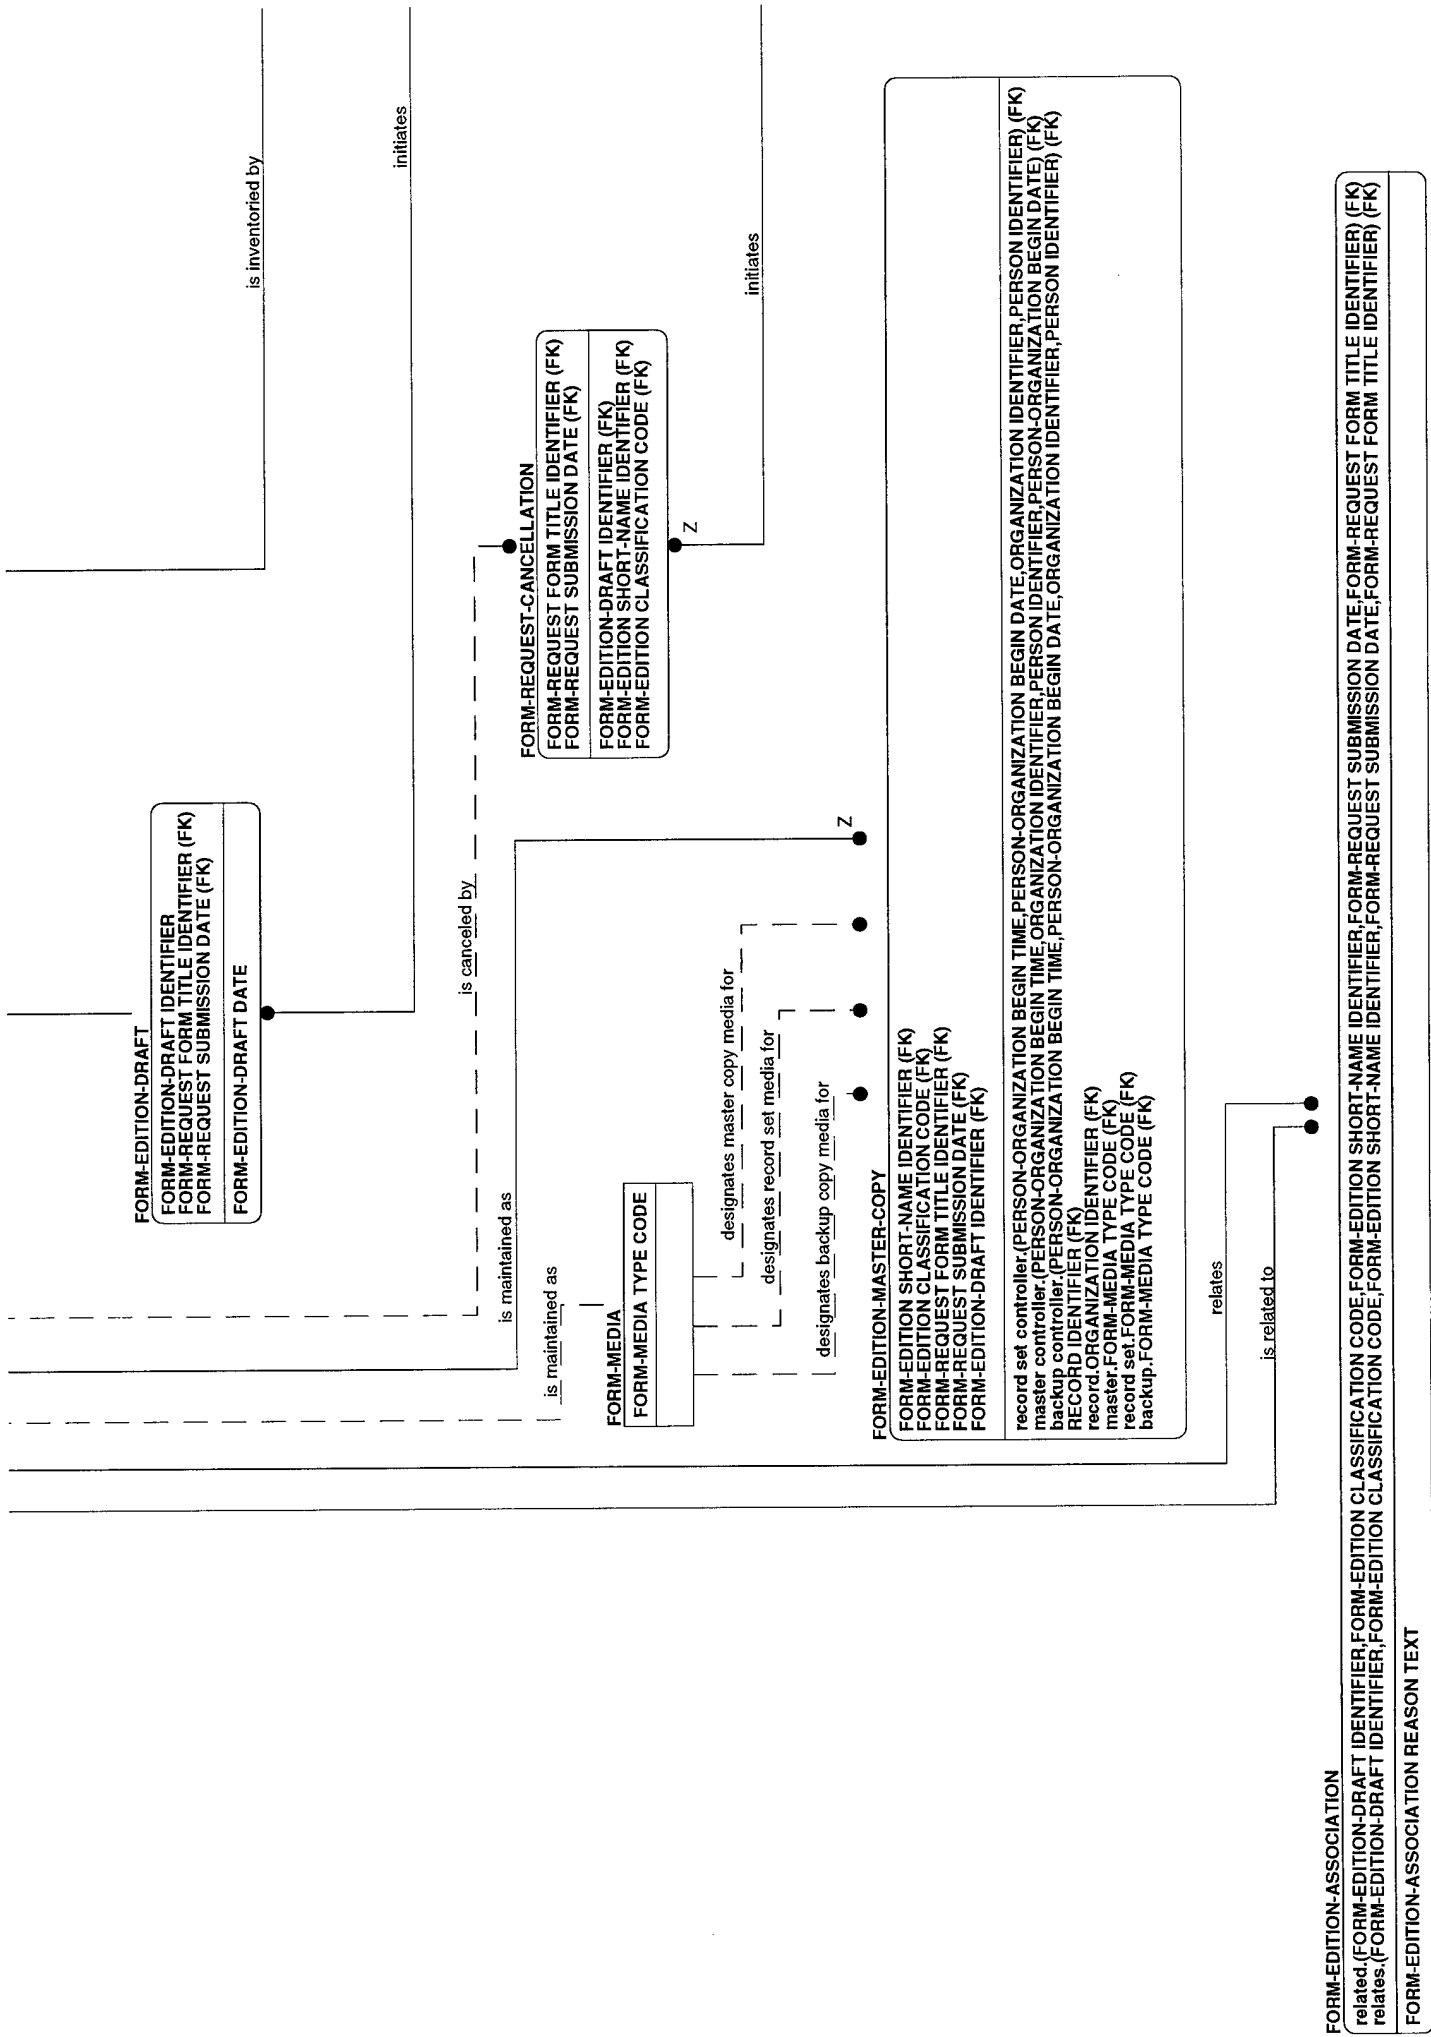 is inventoried by
initiates
FORM-EDITION-DRAFT
FORM-EDITION-DRAFT IDENTIFIER
FORM-REQUEST FORM TITLE IDENTIFIER (FK)
FORM-REQUEST SUBMISSION DATE (FK)
FORM-EDITION-DRAFT DATE
is canceled by
FORM-REQUEST-CANCELLATION
FORM-REQUEST FORM TITLE IDENTIFIER (FK)
FORM-REQUEST SUBMISSION DATE (FK)
FORM-EDITION-DRAFT IDENTIFIER (FK)
FORM-EDITION SHORT-NAME IDENTIFIER (FK)
FORM-EDITION CLASSIFICATION CODE (FK)
Z
initiates
is maintained as
is maintained as
Z
FORM-MEDIA
FORM-MEDIA TYPE CODE
designates master copy media for
designates record set media for
designates backup copy media for
FORM-EDITION-MASTER-COPY
FORM-EDITION SHORT-NAME IDENTIFIER (FK)
FORM-EDITION CLASSIFICATION CODE (FK)
FORM-REQUEST FORM TITLE IDENTIFIER (FK)
FORM-REQUEST SUBMISSION DATE (FK)
FORM-EDITION-DRAFT IDENTIFIER (FK)
record set controller.(PERSON-ORGANIZATION BEGIN TIME,PERSON-ORGANIZATION BEGIN DATE,ORGANIZATION IDENTIFIER,PERSON IDENTIFIER) (FK)
master controller.(PERSON-ORGANIZATION BEGIN TIME,ORGANIZATION IDENTIFIER,PERSON IDENTIFIER,PERSON-ORGANIZATION BEGIN DATE) (FK)
backup controller.(PERSON-ORGANIZATION BEGIN TIME,PERSON-ORGANIZATION BEGIN DATE,ORGANIZATION IDENTIFIER,PERSON IDENTIFIER) (FK)
RECORD IDENTIFIER (FK)
record.ORGANIZATION IDENTIFIER (FK)
master.FORM-MEDIA TYPE CODE (FK)
record set.FORM-MEDIA TYPE CODE (FK)
backup.FORM-MEDIA TYPE CODE (FK)
relates
is related to
FORM-EDITION-ASSOCIATION
related.(FORM-EDITION-DRAFT IDENTIFIER,FORM-EDITION CLASSIFICATION CODE,FORM-EDITION SHORT-NAME IDENTIFIER,FORM-REQUEST SUBMISSION DATE,FORM-REQUEST FORM TITLE IDENTIFIER) (FK)
relates.(FORM-EDITION-DRAFT IDENTIFIER,FORM-EDITION CLASSIFICATION CODE,FORM-EDITION SHORT-NAME IDENTIFIER,FORM-REQUEST SUBMISSION DATE,FORM-REQUEST FORM TITLE IDENTIFIER) (FK)
FORM-EDITION-ASSOCIATION REASON TEXT